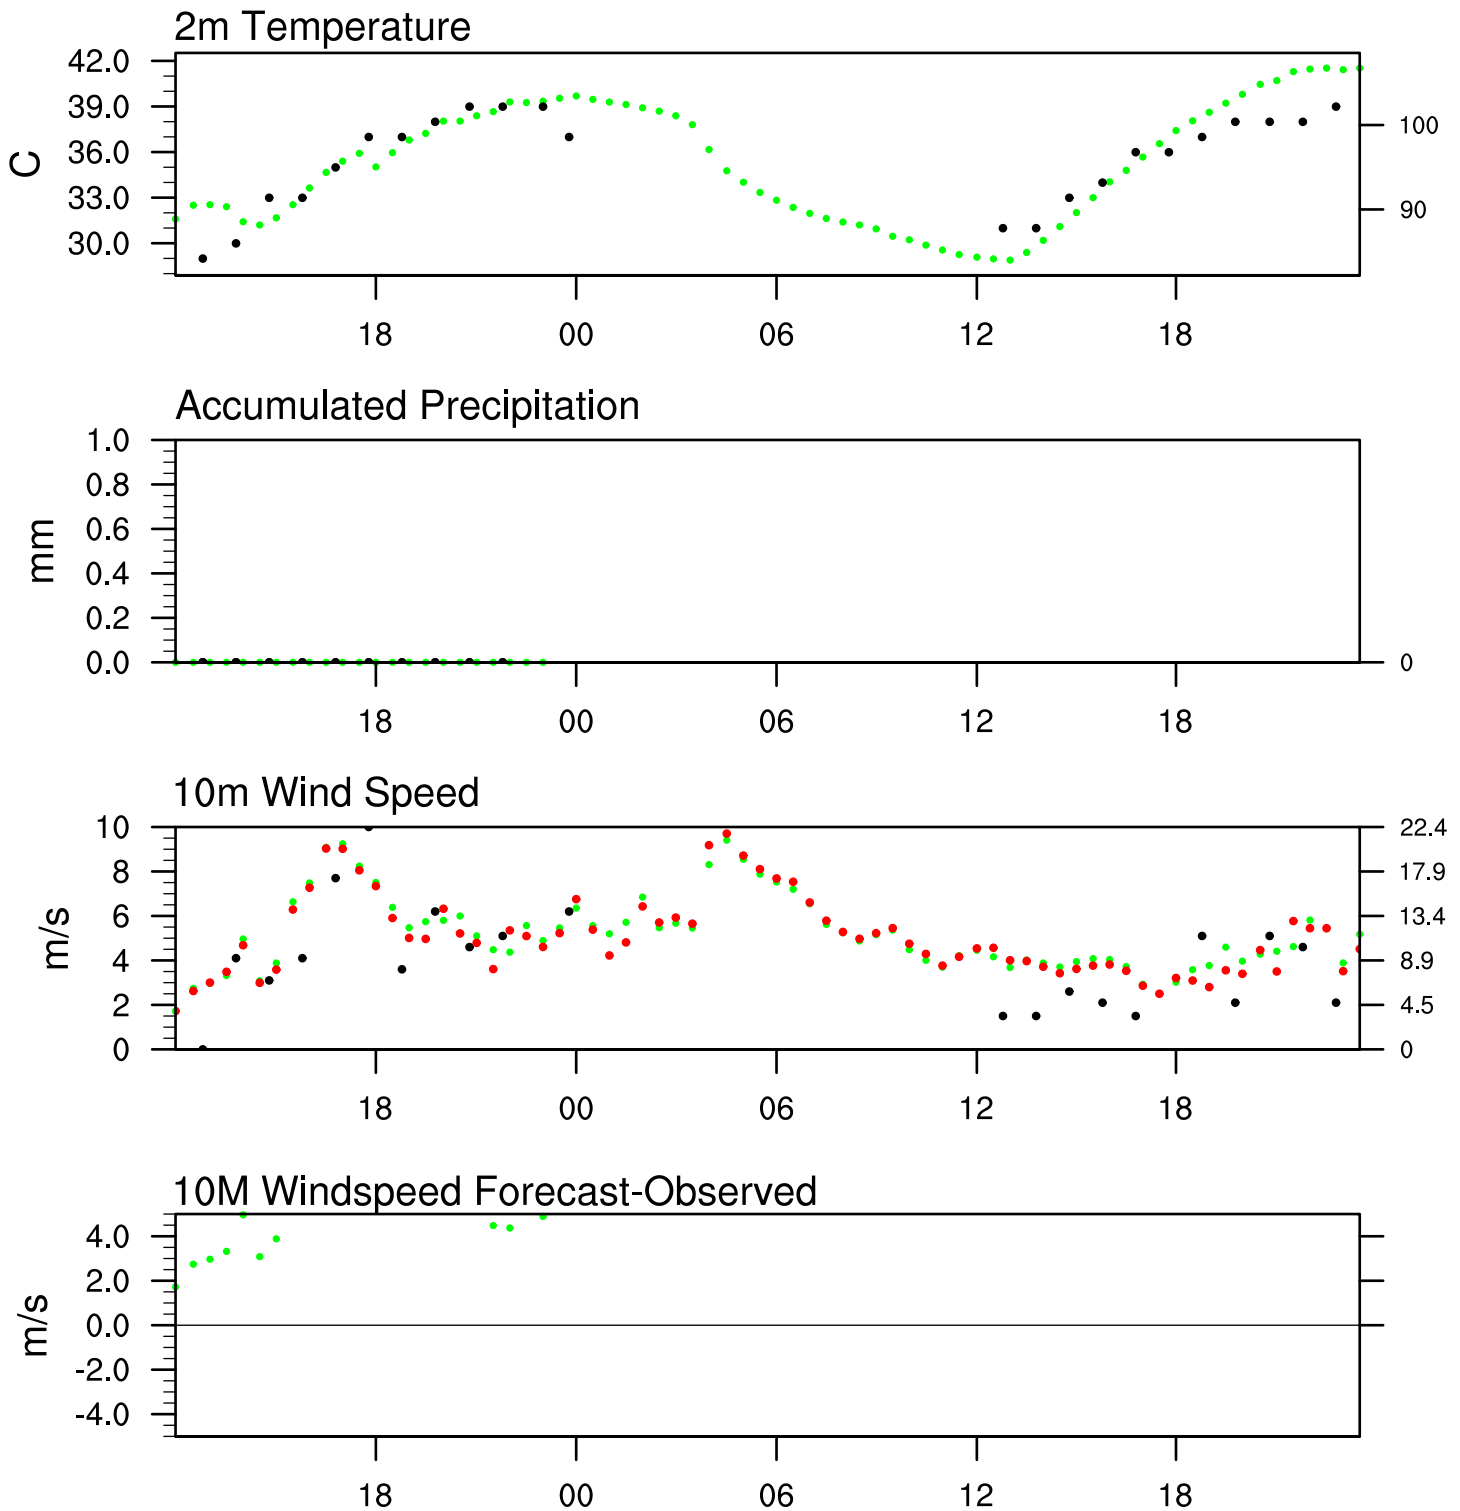 2m Temperature
42.0
39.0
36.0
33.0
30.0
C
100
90
18 00 06 12 18
Accumulated Precipitation
1.0
0.8
0.6
0.4
0.2
0.0
mm
0
18 00 06 12 18
10m Wind Speed
10
8
6
4
2
0
m/s
22.4
17.9
13.4
8.9
4.5
0
18 00 06 12 18
10M Windspeed Forecast-Observed
4.0
2.0
0.0
-2.0
-4.0
m/s
18 00 06 12 18